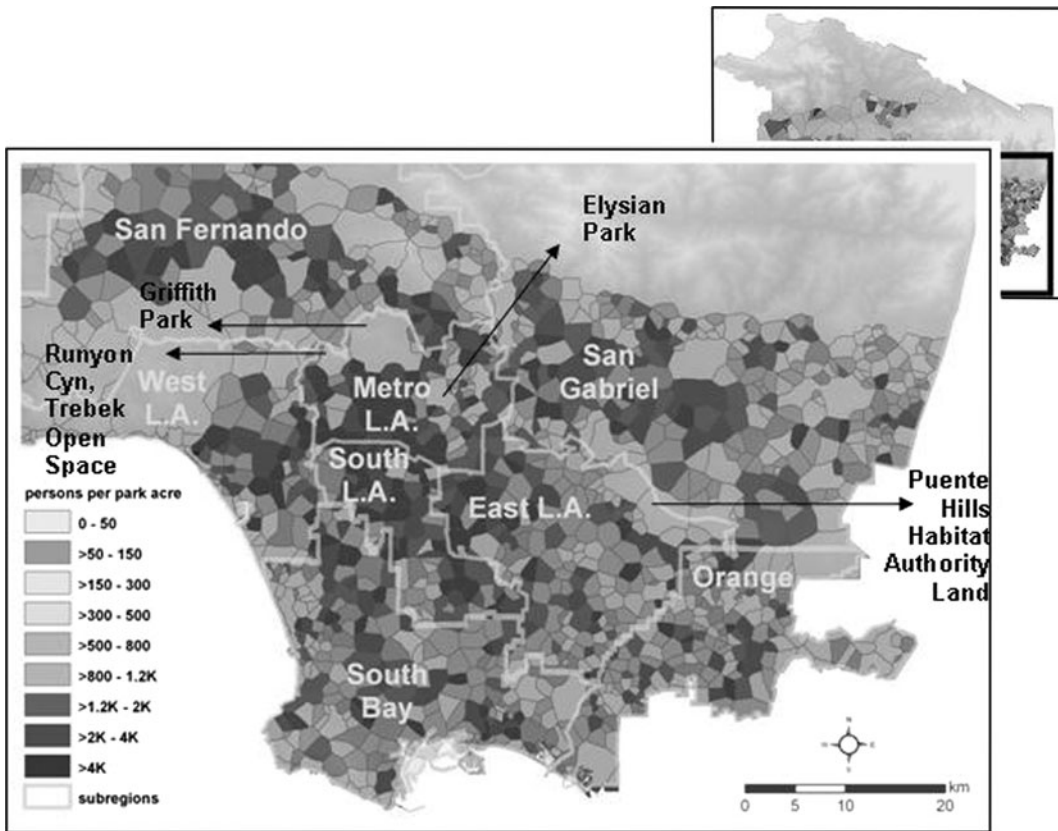 Elysian
Park
San Fernando
Griffith
Park
Runyon
Cyn,
Trebek
Open
Space
West
L.A.
Metro
L.A.
San
Gabriel
South
L.A.
East L.A.
Puente
Hills
Habitat
Authority
Land
Orange
South
Bay
persons per park acre
0 - 50
>50 - 150
>150 - 300
>300 - 500
>500 - 800
>800 - 1.2K
>1.2K - 2K
>2K - 4K
>4K
subregions
N
E
km
0 5 10 20